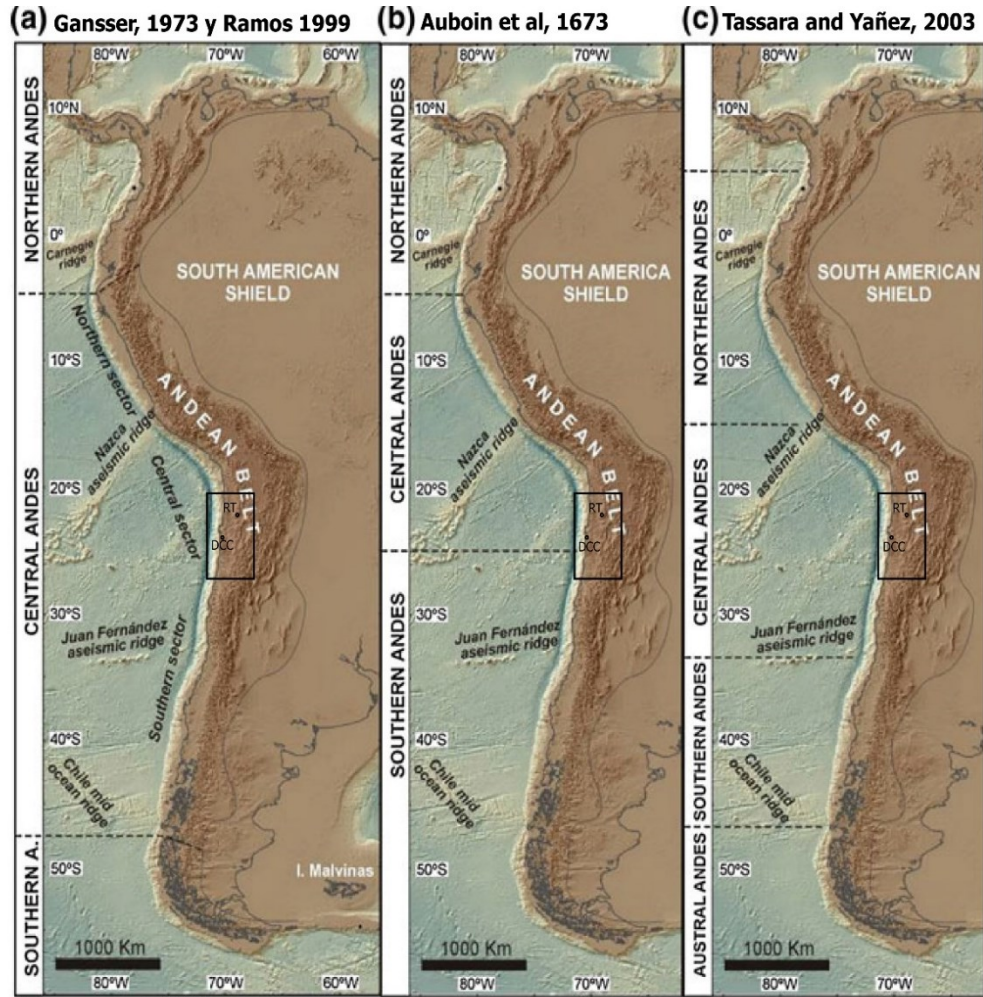 (a) Gansser, 1973 y Ramos 1999
80ºW 70ºW
10ºN
NORTHERN ANDES
0º
Carnegie
ridge
SOUTH AMERICAN
SHIELD
Northern sector
10ºS
ANDEAN BELT
Nazca
aseismic ridge
CENTRAL ANDES
20ºS
Central sector
RT
DCC
30ºS
Juan Fernández
aseismic ridge
Southern sector
40ºS
Chile mid
ocean ridge
SOUTHERN A.
50ºS
I. Malvinas
1000 Km
80ºW 70ºW 60ºW
(b) Auboin et al, 1673
80ºW 70ºW
10ºN
NORTHERN ANDES
0º
Carnegie
ridge
SOUTH AMERICA
SHIELD
10ºS
ANDEAN BELT
CENTRAL ANDES
Nazca
aseismic ridge
20ºS
RT
DCC
30ºS
Juan Fernández
aseismic ridge
SOUTHERN ANDES
40ºS
Chile mid
ocean ridge
50ºS
1000 Km
80ºW 70ºW
(c) Tassara and Yañez, 2003
80ºW 70ºW
10ºN
NORTHERN ANDES
0º
Carnegie
ridge
SOUTH AMERICAN
SHIELD
10ºS
ANDEAN BELT
Nazca
aseismic ridge
CENTRAL ANDES
20ºS
RT
DCC
30ºS
Juan Fernández
aseismic ridge
SOUTHERN ANDES
40ºS
Chile mid
ocean ridge
AUSTRAL ANDES
50ºS
1000 Km
80ºW 70ºW